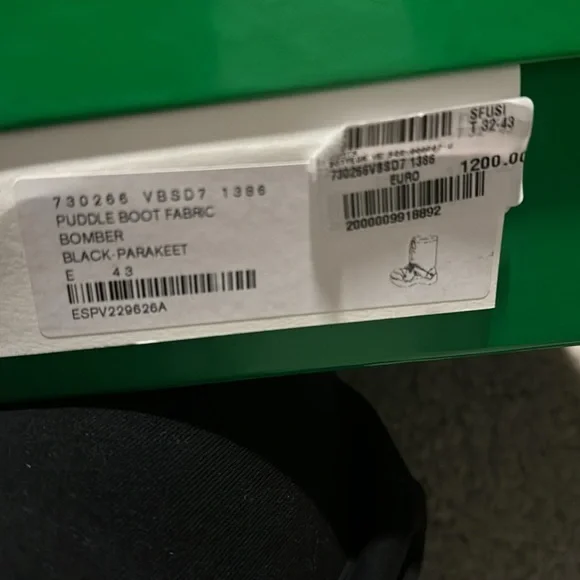 730266 VBSD7 1386
PUDDLE BOOT FABRIC
BOMBER
BLACK-PARAKEET
E 43
ESPV229626A
SFUSI
32-43
730266VBSD7 1386
1200.00
EURO
2000009918892